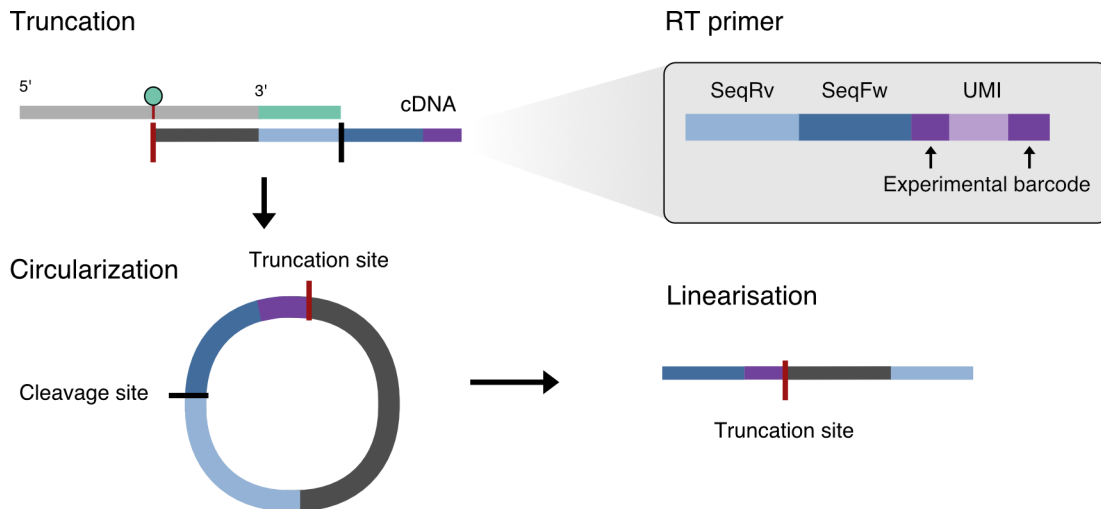 Truncation
5'
3'
cDNA
RT primer
SeqRv
SeqFw
UMI
Experimental barcode
Circularization
Truncation site
Cleavage site
Linearisation
Truncation site